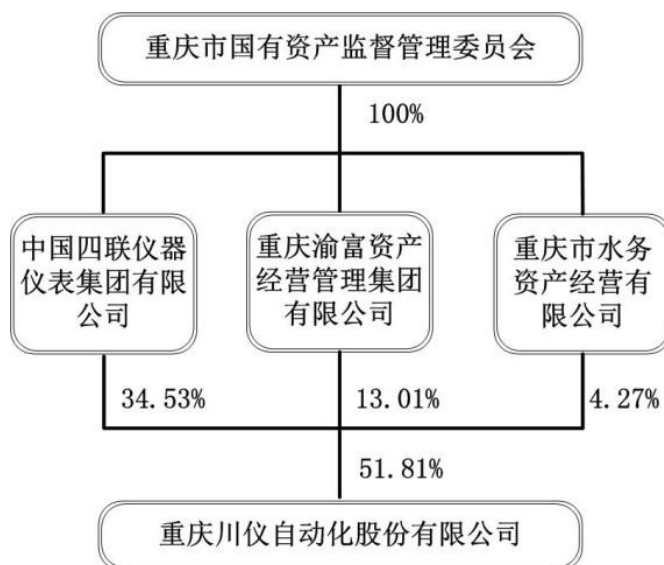 重庆市国有资产监督管理委员会
100%
中国四联仪器
仪表集团有限
公司
重庆渝富资产
经营管理集团
有限公司
重庆市水务
资产经营有
限公司
34.53%
13.01%
4.27%
51.81%
重庆川仪自动化股份有限公司